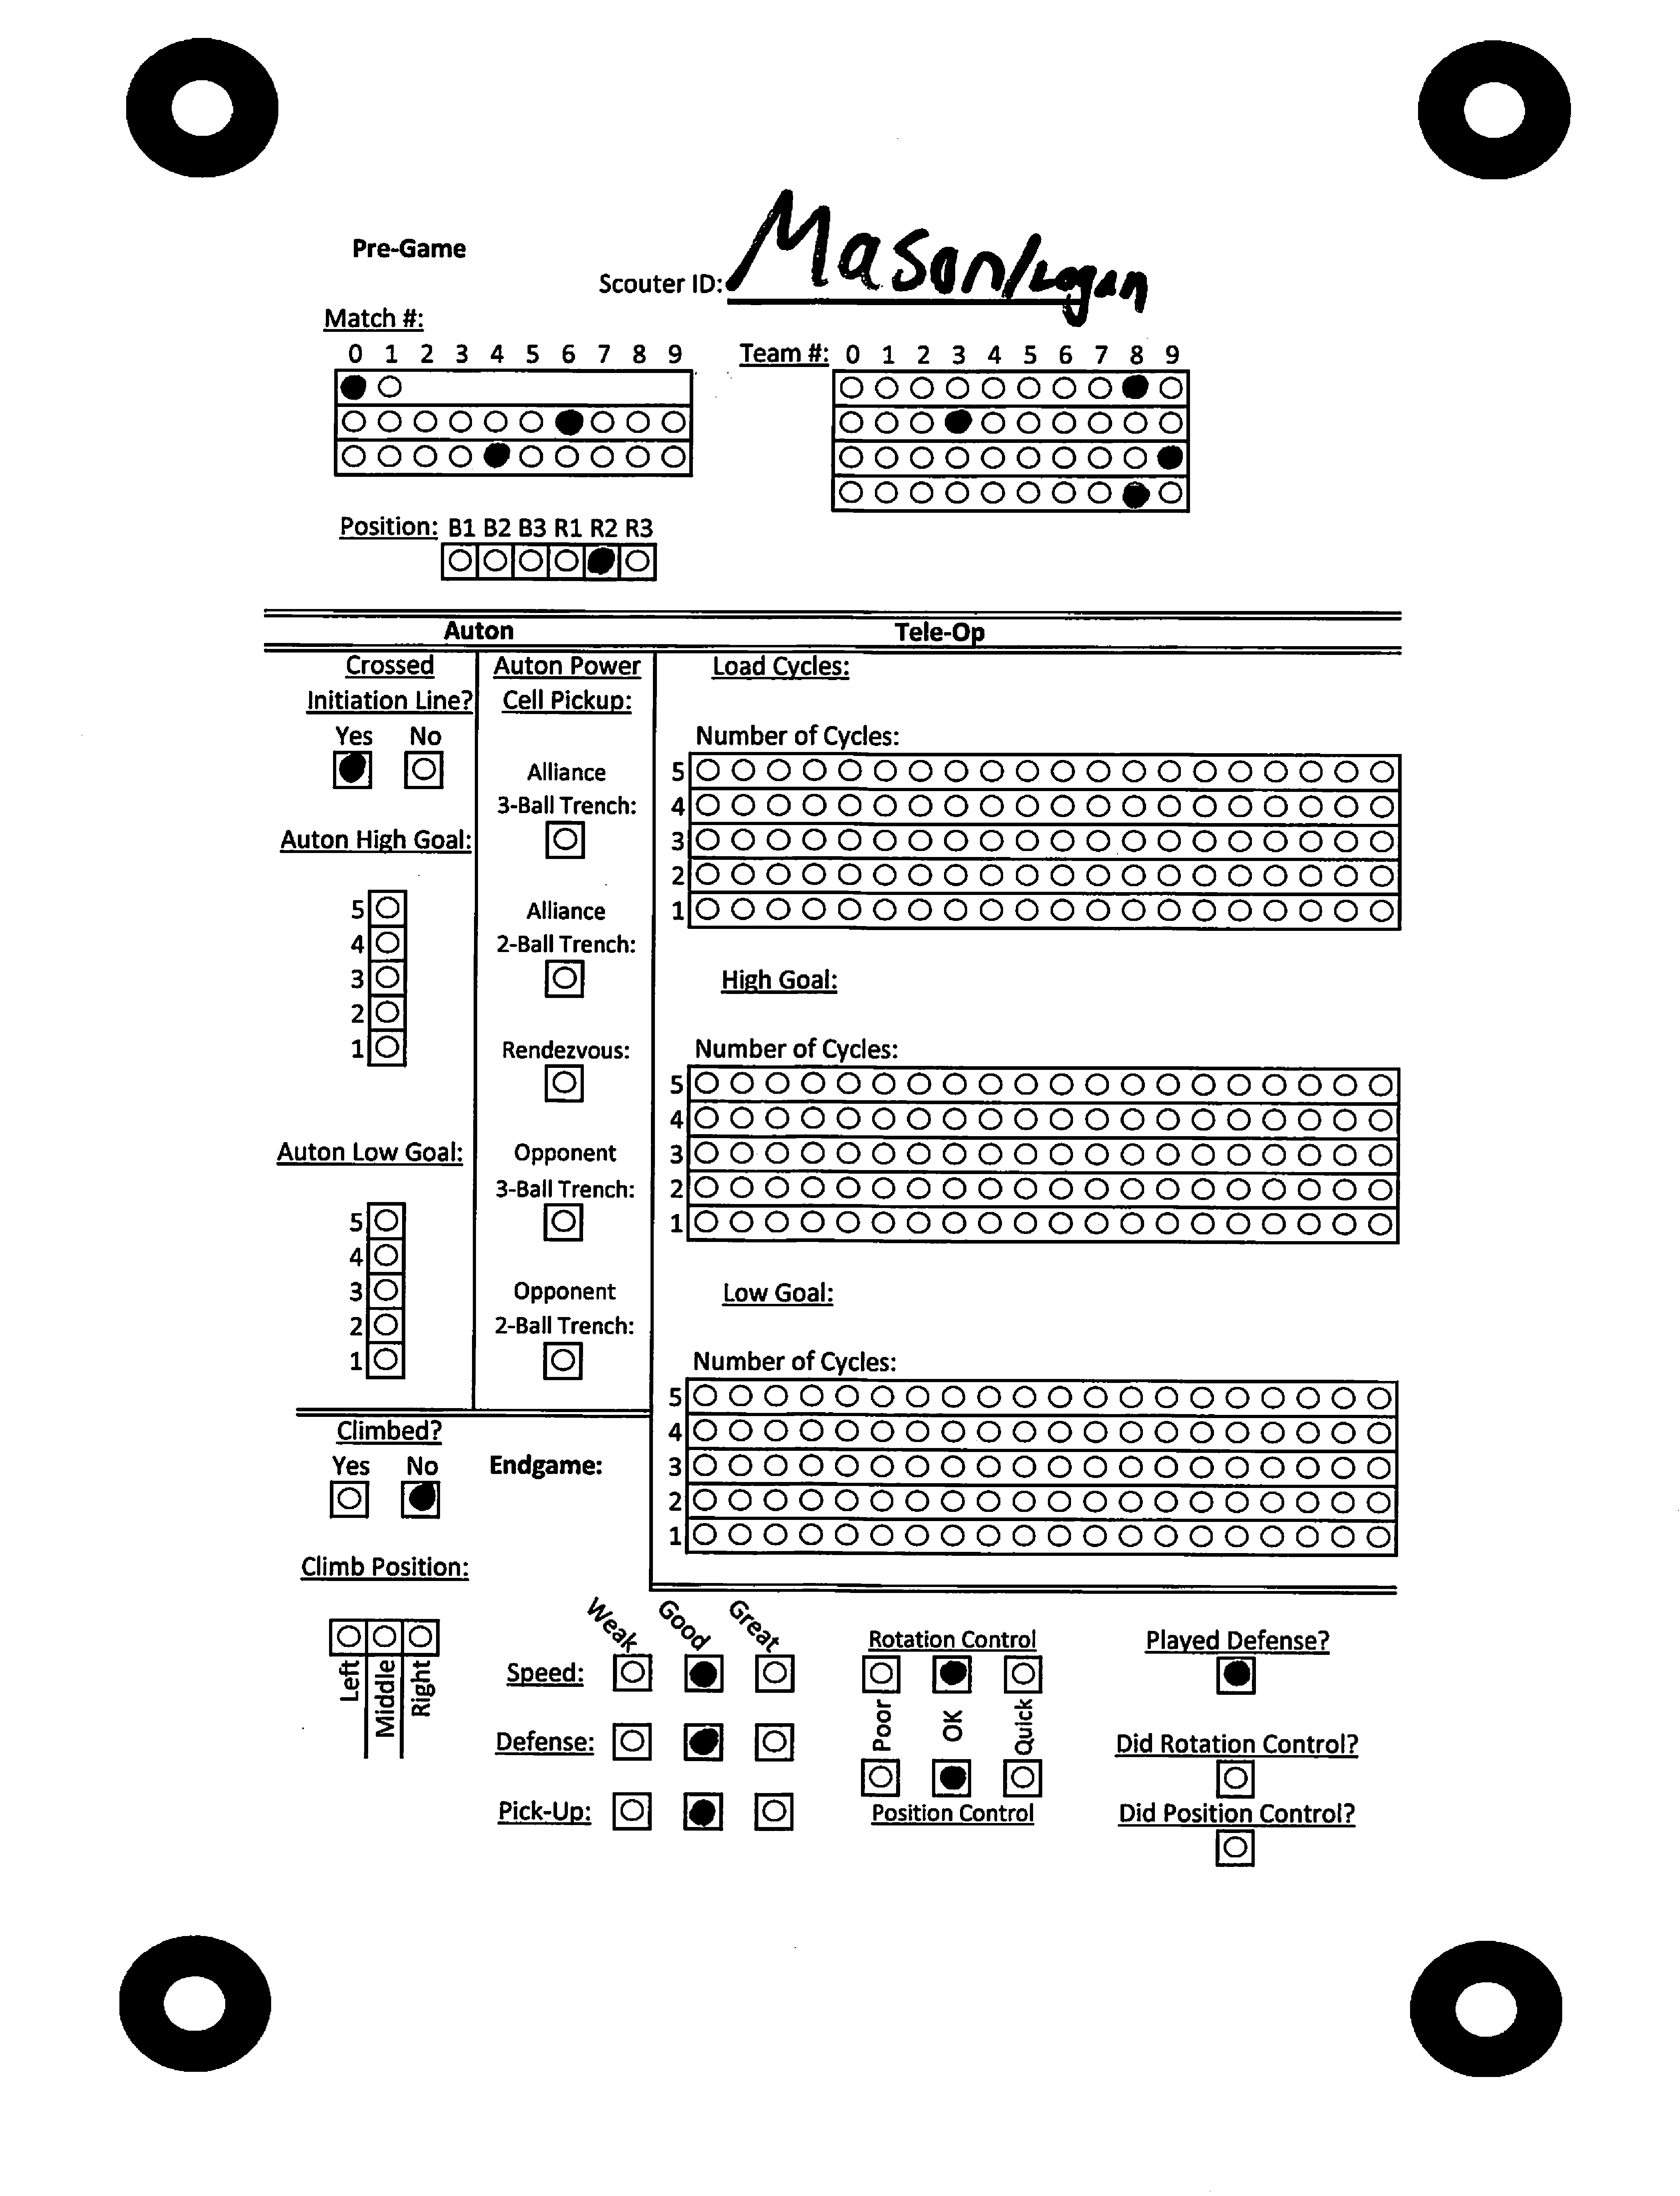 Pre-Game
Scouter ID: Mason/Logan
Match #:
0 1 2 3 4 5 6 7 8 9
Team #: 0 1 2 3 4 5 6 7 8 9
Position: B1 B2 B3 R1 R2 R3
Auton
Tele-Op
Crossed
Initiation Line?
Yes No
Auton High Goal:
5
4
3
2
1
Auton Low Goal:
5
4
3
2
1
Auton Power
Cell Pickup:
Alliance
3-Ball Trench:
Alliance
2-Ball Trench:
Rendezvous:
Opponent
3-Ball Trench:
Opponent
2-Ball Trench:
Load Cycles:
Number of Cycles:
5
4
3
2
1
High Goal:
Number of Cycles:
5
4
3
2
1
Low Goal:
Number of Cycles:
5
4
3
2
1
Climbed?
Yes No
Endgame:
Climb Position:
Left
Middle
Right
Weak
Good
Great
Speed:
Defense:
Pick-Up:
Rotation Control
Poor
OK
Quick
Position Control
Played Defense?
Did Rotation Control?
Did Position Control?